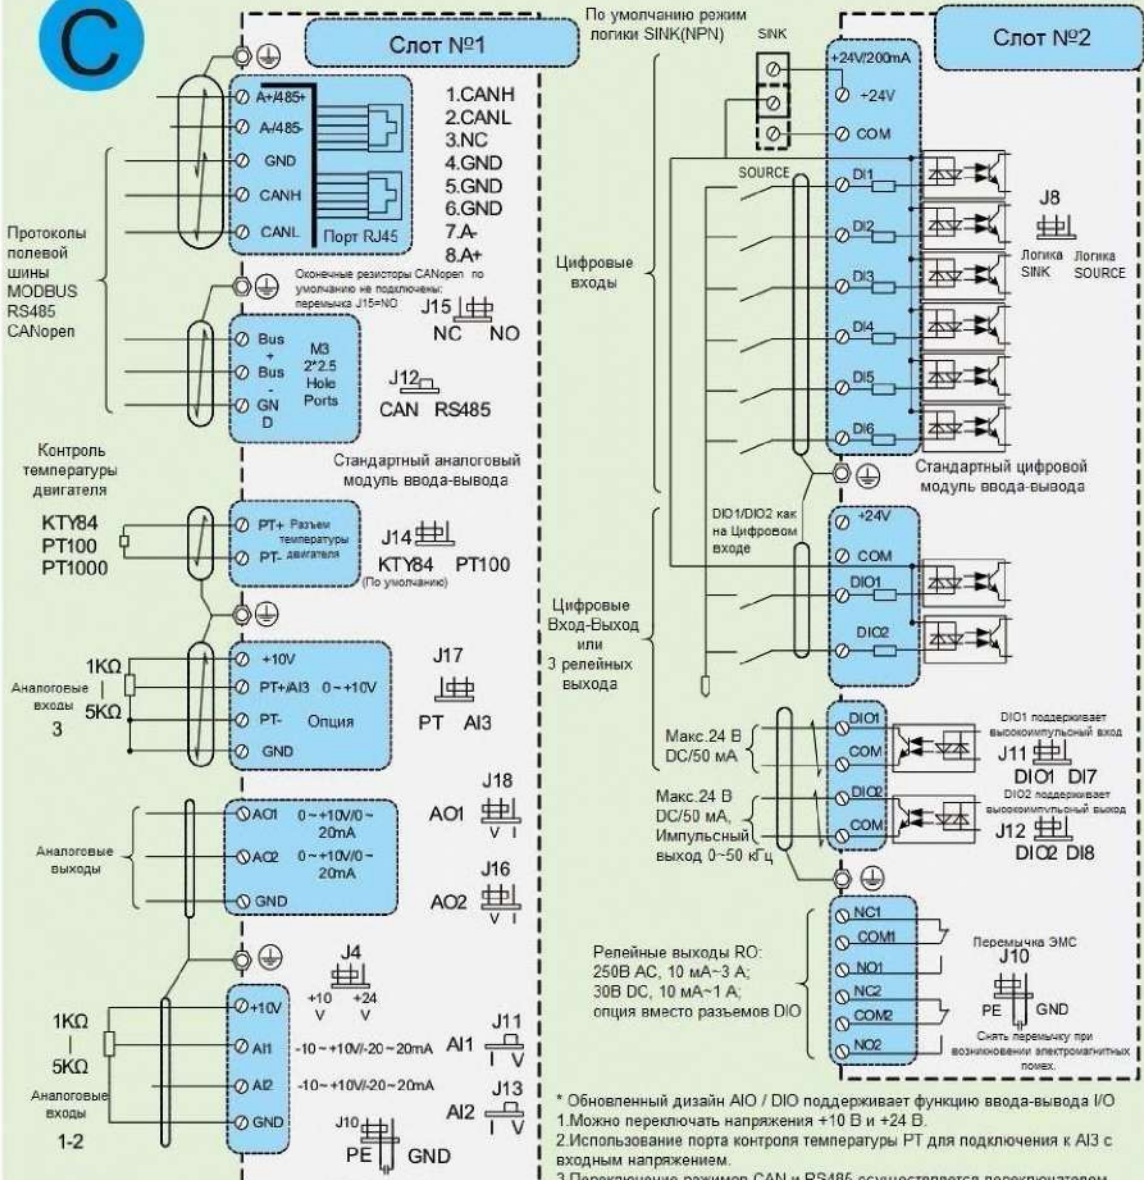 C
Слот №1
A+/485+
A-/485-
GND
CANH
CANL
Порт RJ45
1.CANH
2.CANL
3.NC
4.GND
5.GND
6.GND
7.A-
8.A+
Протоколы
полевой
шины
MODBUS
RS485
CANopen
Оконечные резисторы CANopen по
умолчанию не подключены:
перемычка J15=NO
J15
NC NO
Bus
+
Bus
-
GN
D
M3
2*2.5
Hole
Ports
J12
CAN RS485
Контроль
температуры
двигателя
KTY84
PT100
PT1000
Стандартный аналоговый
модуль ввода-вывода
PT+ Разъем
температуры
PT- двигателя
J14
KTY84 PT100
(По умолчанию)
1KΩ
|
5KΩ
Аналоговые
входы
3
+10V
PT+/AI3 0~+10V
PT- Опция
GND
J17
PT AI3
Аналоговые
выходы
AO1 0~+10V/0~
20mA
AO2 0~+10V/0~
20mA
GND
J18
AO1
V I
J16
AO2
V I
J4
+10 +24
V V
1KΩ
|
5KΩ
Аналоговые
входы
1-2
+10V
AI1 -10~+10V/-20~20mA
AI2 -10~+10V/-20~20mA
GND
J11
AI1
I V
J13
AI2
I V
J10
PE GND
По умолчанию режим
логики SINK(NPN)
SINK
SOURCE
Слот №2
+24V/200mA
+24V
COM
DI1
DI2
DI3
DI4
DI5
DI6
Цифровые
входы
J8
Логика Логика
SINK SOURCE
Стандартный цифровой
модуль ввода-вывода
DIO1/DIO2 как
на Цифровом
входе
+24V
COM
DIO1
DIO2
Цифровые
Вход-Выход
или
3 релейных
выхода
Макс.24 В
DC/50 мА
DIO1
COM
DIO2
COM
DIO1 поддерживает
высокоимпульсный вход
J11
DIO1 DI7
DIO2 поддерживает
высокоимпульсный выход
J12
DIO2 DI8
Макс.24 В
DC/50 мА,
Импульсный
выход 0~50 кГц
Релейные выходы RO:
250В AC, 10 мА~3 А;
30В DC, 10 мА~1 А;
опция вместо разъемов DIO
NC1
COM1
NO1
NC2
COM2
NO2
Перемычка ЭМС
J10
PE GND
Снять перемычку при
возникновении электромагнитных
помех.
* Обновленный дизайн AIO / DIO поддерживает функцию ввода-вывода I/O
1.Можно переключать напряжения +10 В и +24 В.
2.Использование порта контроля температуры PT для подключения к AI3 с
входным напряжением.
3.Переключение режимов CAN и RS485 осуществляется переключателем